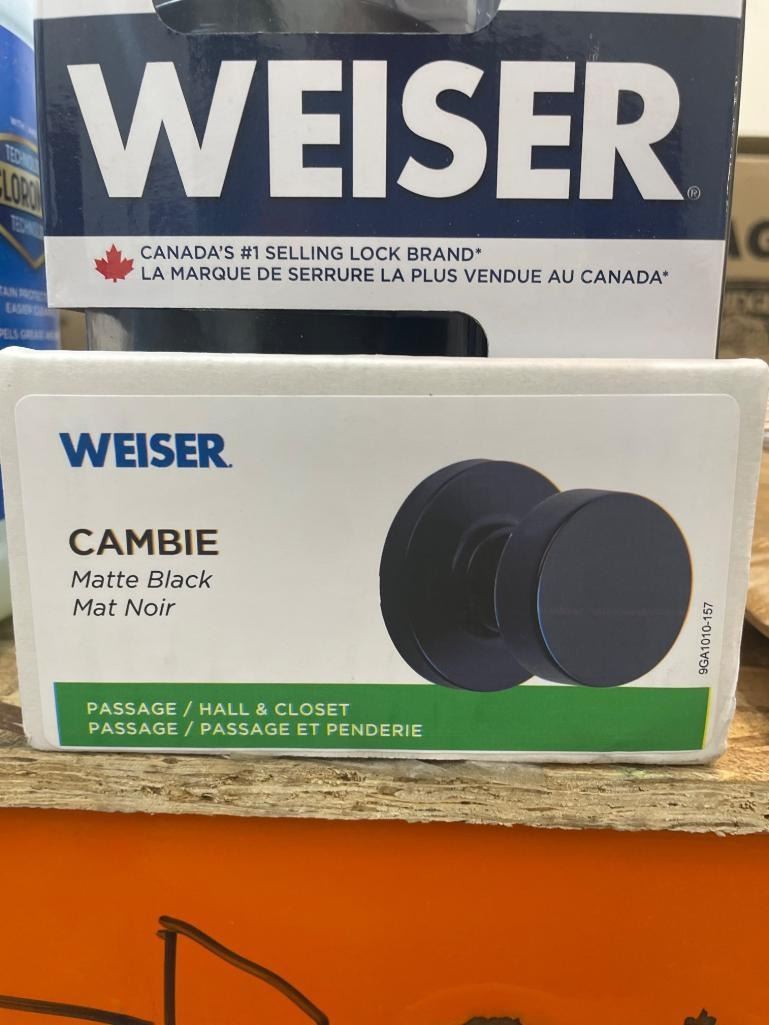 WEISER®
CANADA'S #1 SELLING LOCK BRAND*
LA MARQUE DE SERRURE LA PLUS VENDUE AU CANADA*
WEISER.
CAMBIE
Matte Black
Mat Noir
9GA1010-157
PASSAGE / HALL & CLOSET
PASSAGE / PASSAGE ET PENDERIE